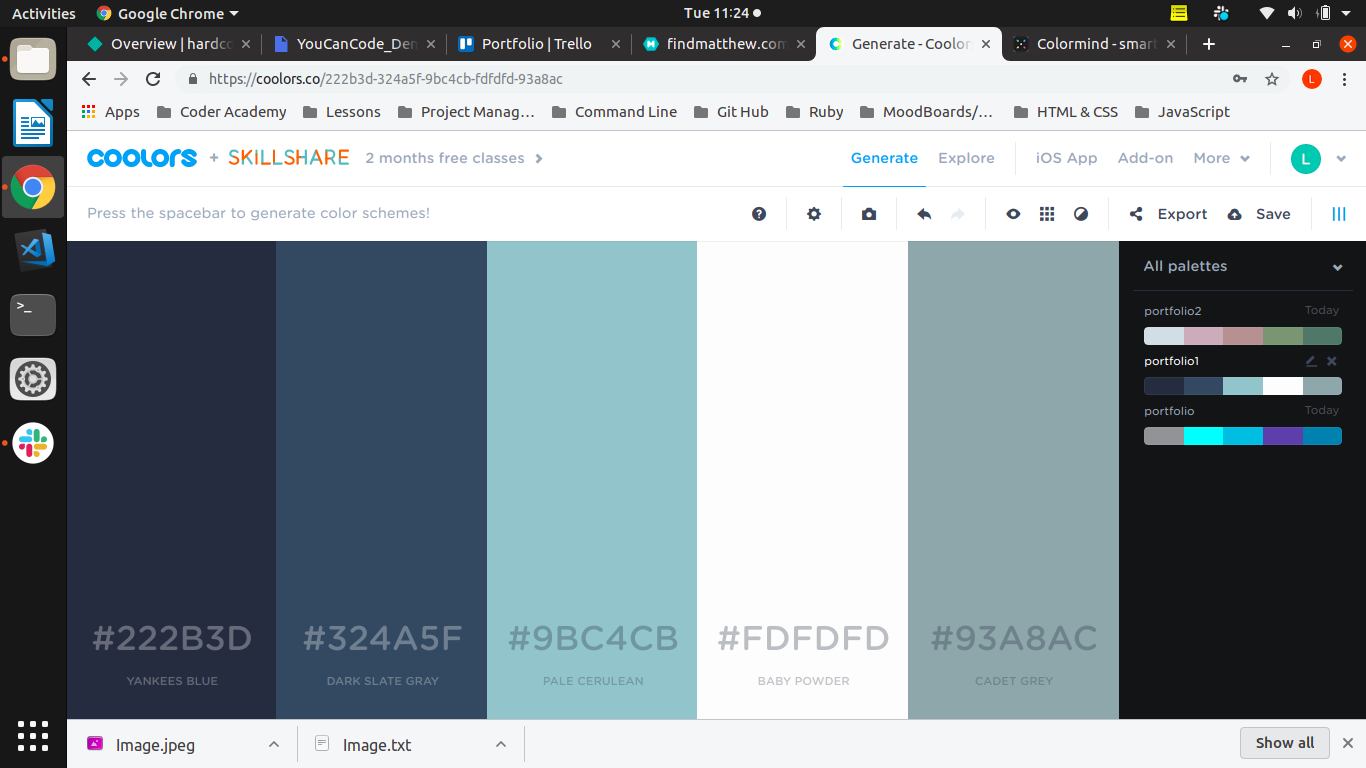 Activities Google Chrome Tue 11:24
Overview | hardco YouCanCode_Den Portfolio | Trello findmatthew.com Generate - Coolor Colormind - smart
https://coolors.co/222b3d-324a5f-9bc4cb-fdfdfd-93a8ac L
Apps Coder Academy Lessons Project Manag... Command Line Git Hub Ruby MoodBoards/... HTML & CSS JavaScript
COOLORS + SKILLSHARE 2 months free classes Generate Explore iOS App Add-on More L
Press the spacebar to generate color schemes! Export Save
All palettes
portfolio2 Today
portfolio1
portfolio Today
#222B3D #324A5F #9BC4CB #FDFDFD #93A8AC
YANKEES BLUE DARK SLATE GRAY PALE CERULEAN BABY POWDER CADET GREY
Image.jpeg Image.txt Show all